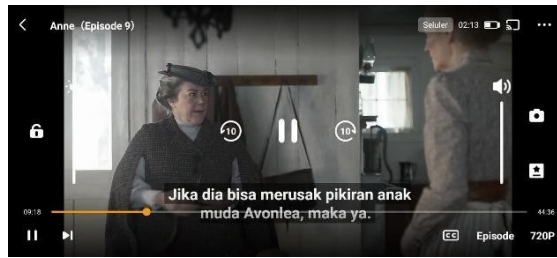 Anne (Episode 9)
Seluler 02:13
10
10
Jika dia bisa merusak pikiran anak
muda Avonlea, maka ya.
09:18
44:36
CC Episode 720P